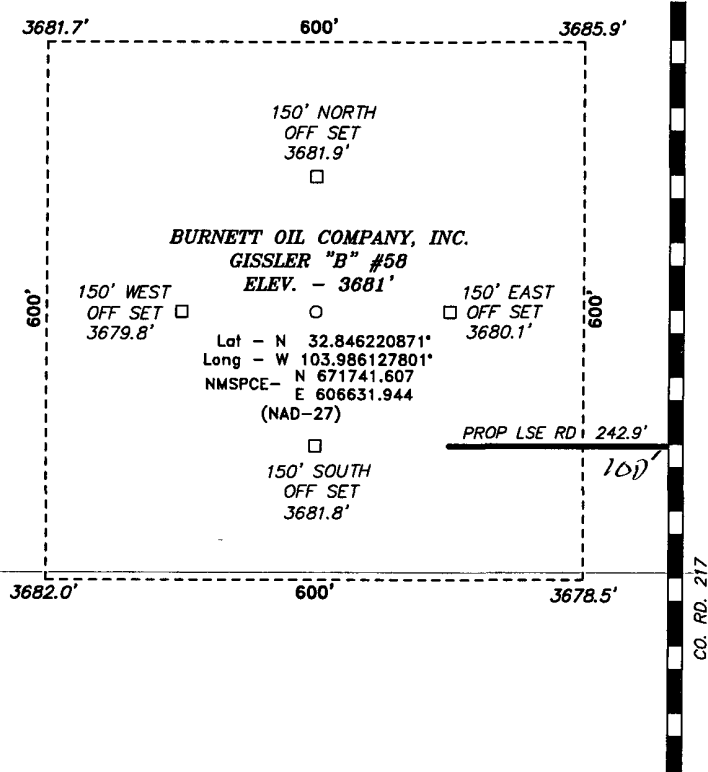 3681.7'
600'
3685.9'
150' NORTH
OFF SET
3681.9'
BURNETT OIL COMPANY, INC.
GISSLER "B" #58
ELEV. - 3681'
600'
150' WEST
OFF SET
3679.8'
150' EAST
OFF SET
3680.1'
600'
Lat - N 32.846220871°
Long - W 103.986127801°
NMSPCE- N 671741.607
E 606631.944
(NAD-27)
PROP LSE RD 242.9'
100'
150' SOUTH
OFF SET
3681.8'
3682.0'
600'
3678.5'
CO. RD. 217